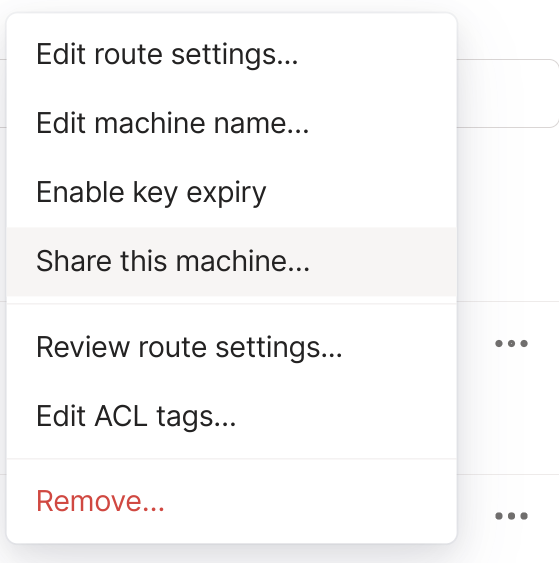 Edit route settings...
Edit machine name...
Enable key expiry
Share this machine...
Review route settings...
Edit ACL tags...
Remove...